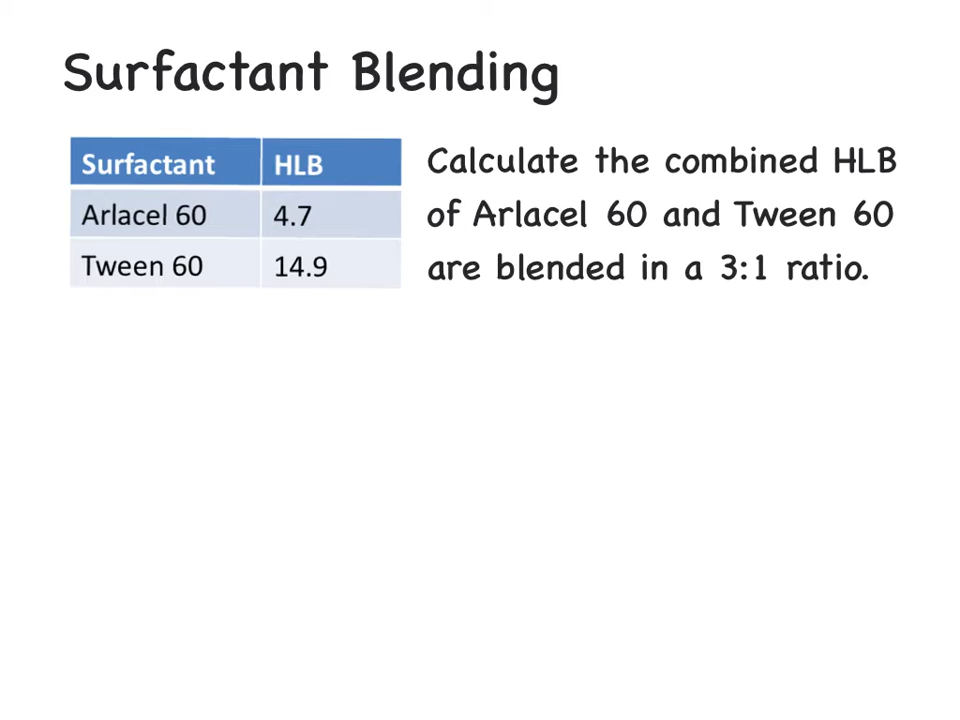 Surfactant Blending
Surfactant HLB
Arlacel 60 4.7
Tween 60 14.9
Calculate the combined HLB
of Arlacel 60 and Tween 60
are blended in a 3:1 ratio.